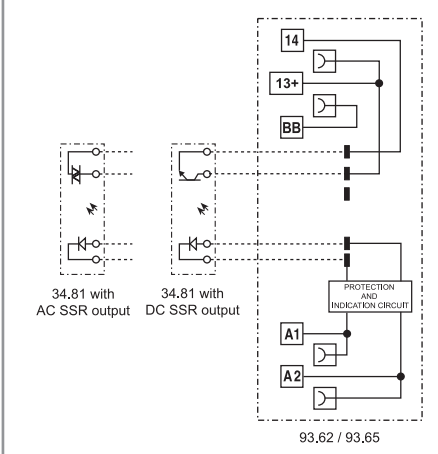 14
13+
BB
34.81 with
AC SSR output
34.81 with
DC SSR output
PROTECTION
AND
INDICATION CIRCUIT
A1
A2
93.62 / 93.65